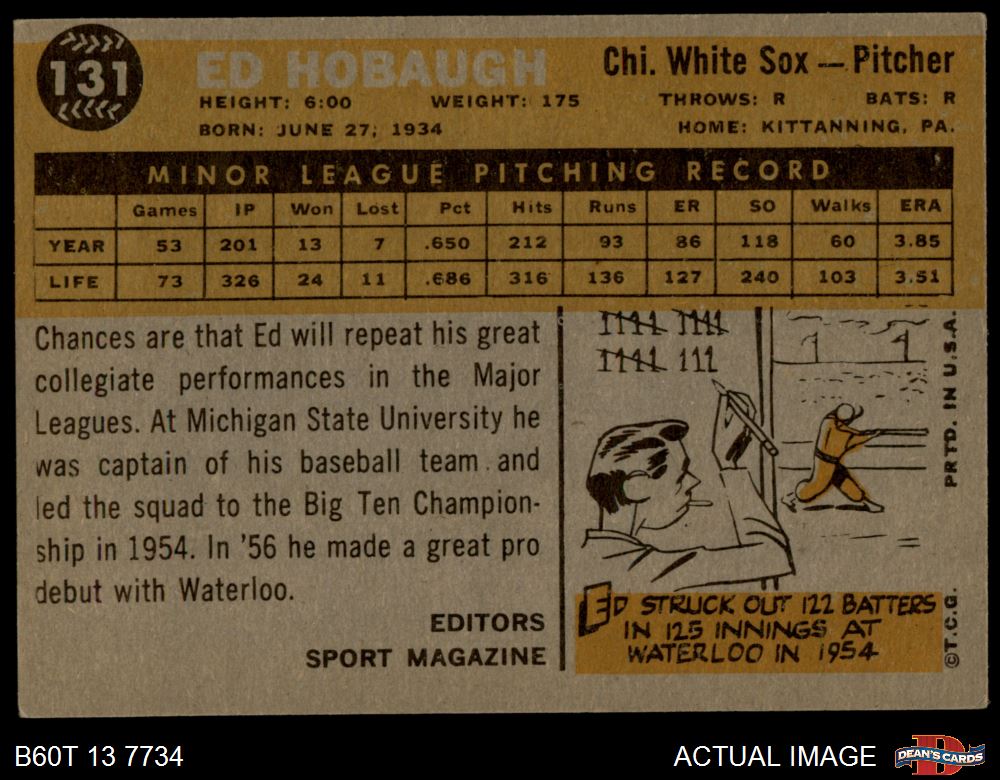 131
ED HOBAUGH
Chi. White Sox — Pitcher
HEIGHT: 6:00 WEIGHT: 175 THROWS: R BATS: R
BORN: JUNE 27, 1934 HOME: KITTANNING, PA.
MINOR LEAGUE PITCHING RECORD
Games IP Won Lost Pct Hits Runs ER SO Walks ERA
YEAR 53 201 13 7 .650 212 93 86 118 60 3.85
LIFE 73 326 24 11 .686 316 136 127 240 103 3.51
Chances are that Ed will repeat his great
collegiate performances in the Major
Leagues. At Michigan State University he
was captain of his baseball team and
led the squad to the Big Ten Champion-
ship in 1954. In '56 he made a great pro
debut with Waterloo.
EDITORS
SPORT MAGAZINE
ED STRUCK OUT 122 BATTERS
IN 125 INNINGS AT
WATERLOO IN 1954
PRT'D. IN U.S.A.
©T.C.G.
B60T 13 7734
ACTUAL IMAGE
D
DEAN'S CARDS